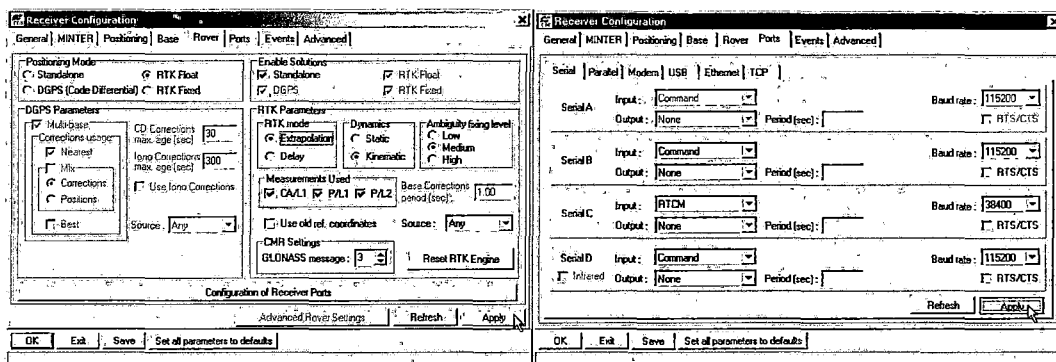 Receiver Configuration
General MINTER Positioning Base Rover Ports Events Advanced
Positioning Mode
Standalone RTK Float
DGPS (Code Differential) RTK Fixed
Enable Solutions
Standalone RTK Float
DGPS RTK Fixed
DGPS Parameters
Multi-base
Corrections usage
Nearest
Mix
Corrections
Positions
Best
CD Corrections
max. age (sec) 30
Iono Corrections
max. age (sec) 300
Use Iono Corrections
Source: Any
RTK Parameters
RTK mode
Extrapolation
Delay
Dynamics
Static
Kinematic
Ambiguity fixing level
Low
Medium
High
Measurements Used
CA/L1 P/L1 P/L2
Base Corrections
period (sec): 1.00
Use old ref. coordinates Source: Any
CMR Settings
GLONASS message: 3
Reset RTK Engine
Configuration of Receiver Ports
Advanced Rover Settings Refresh Apply
OK Exit Save Set all parameters to defaults
Receiver Configuration
General MINTER Positioning Base Rover Ports Events Advanced
Serial Parallel Modem USB Ethernet TCP
Serial A Input: Command Baud rate: 115200
Output: None Period (sec): RTS/CTS
Serial B Input: Command Baud rate: 115200
Output: None Period (sec): RTS/CTS
Serial C Input: RTCM Baud rate: 38400
Output: None Period (sec): RTS/CTS
Serial D Input: Command Baud rate: 115200
Infrared Output: None Period (sec): RTS/CTS
Refresh Apply
OK Exit Save Set all parameters to defaults